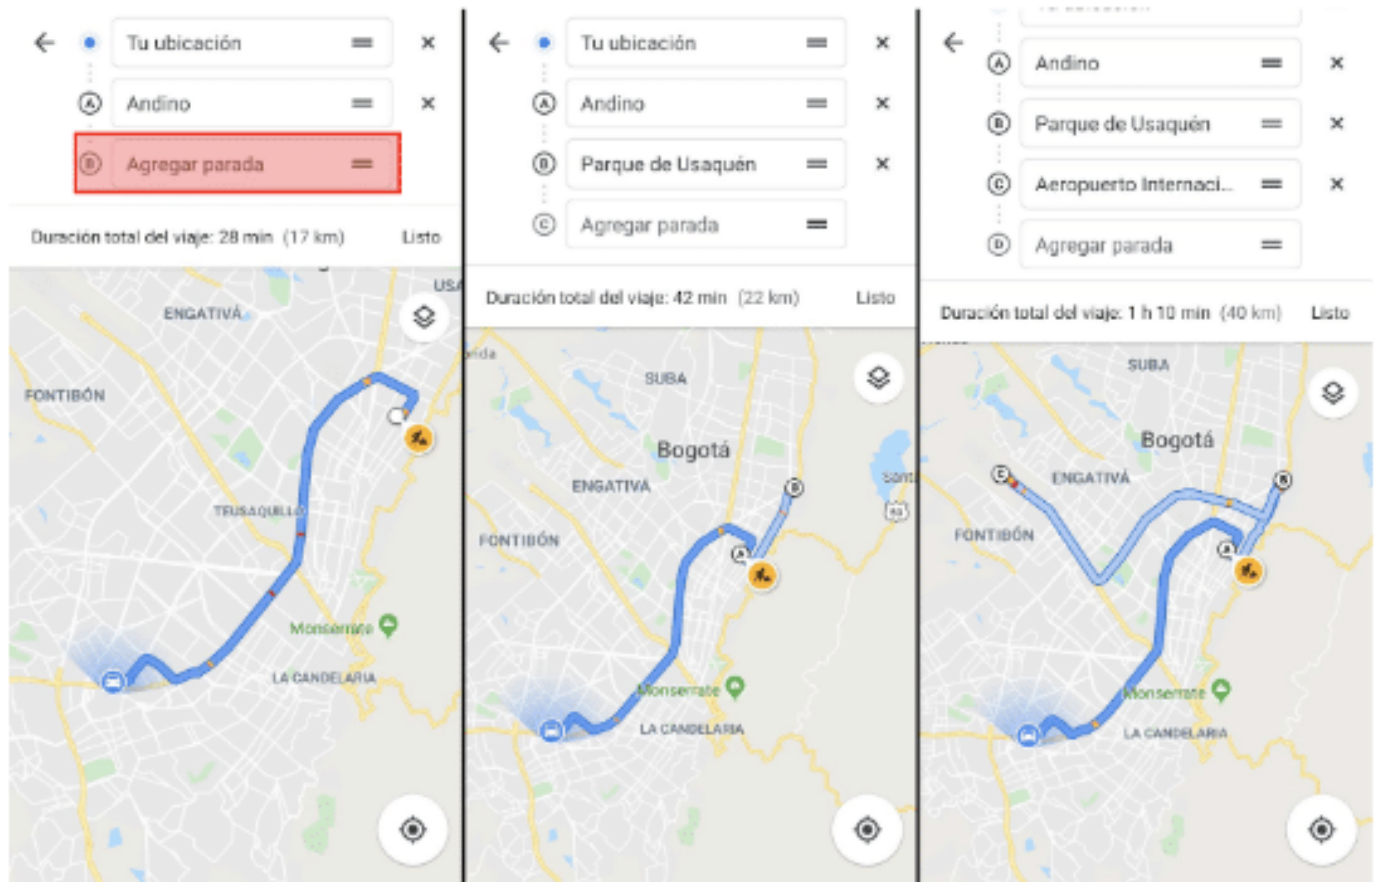 Tu ubicación
A Andino
B Agregar parada
Duración total del viaje: 28 min (17 km) Listo
USA
ENGATIVÁ
FONTIBÓN
TEUSAQUILLO
Monserrate
LA CANDELARIA
Tu ubicación
A Andino
B Parque de Usaquén
C Agregar parada
Duración total del viaje: 42 min (22 km) Listo
SUBA
Bogotá
B
ENGATIVÁ
FONTIBÓN
A
Monserrate
LA CANDELARIA
A Andino
B Parque de Usaquén
C Aeropuerto Internaci...
D Agregar parada
Duración total del viaje: 1 h 10 min (40 km) Listo
SUBA
Bogotá
C
ENGATIVÁ
B
FONTIBÓN
A
Monserrate
LA CANDELARIA